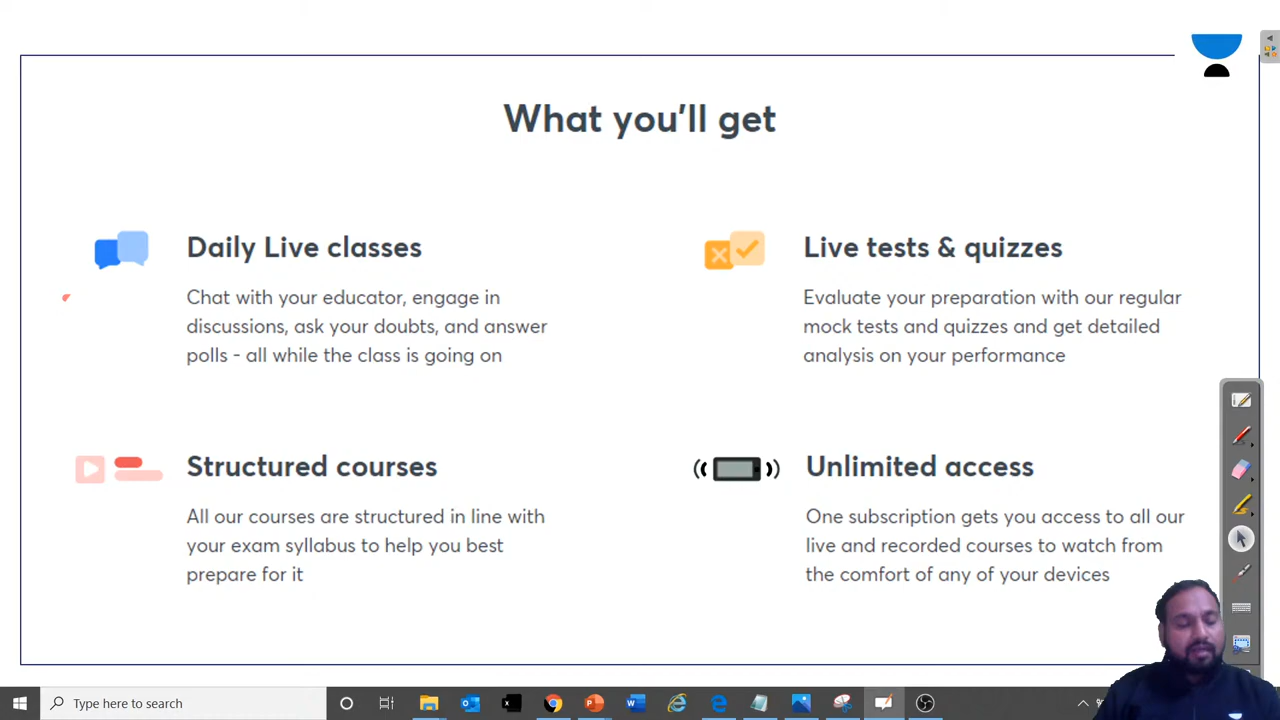 What you'll get
Daily Live classes
Chat with your educator, engage in
discussions, ask your doubts, and answer
polls - all while the class is going on
Live tests & quizzes
Evaluate your preparation with our regular
mock tests and quizzes and get detailed
analysis on your performance
Structured courses
All our courses are structured in line with
your exam syllabus to help you best
prepare for it
Unlimited access
One subscription gets you access to all our
live and recorded courses to watch from
the comfort of any of your devices
Type here to search